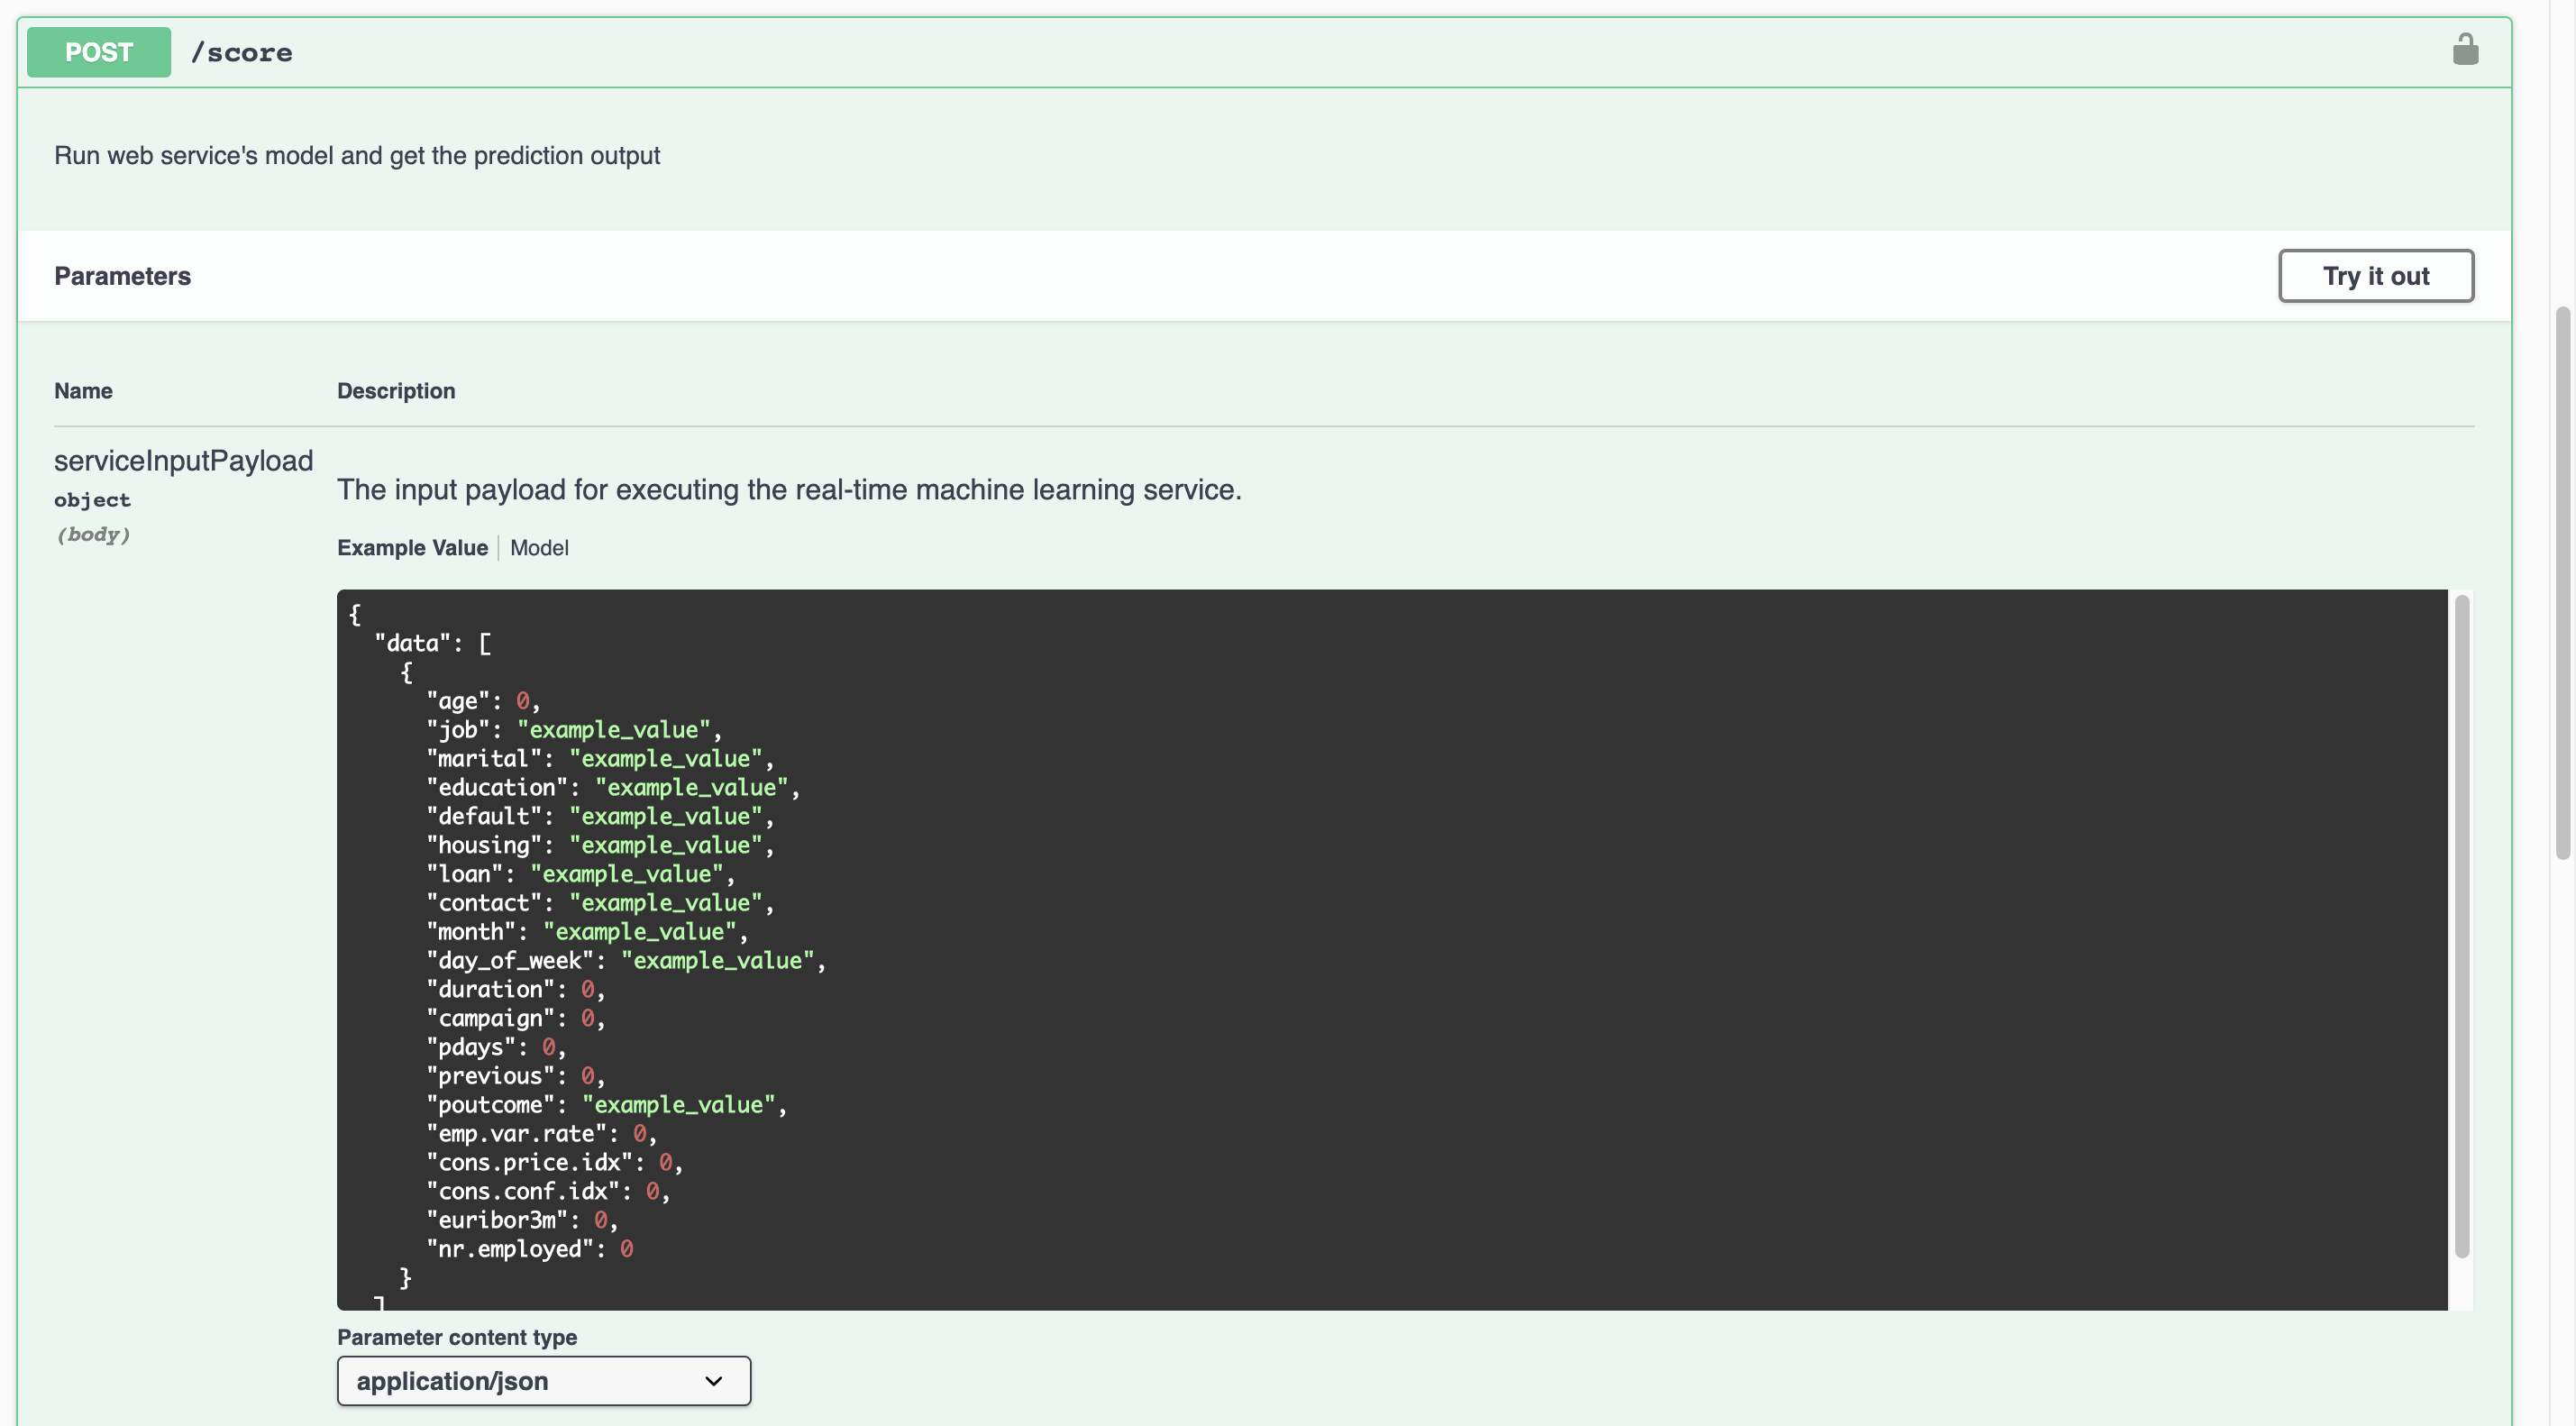 POST /score
Run web service's model and get the prediction output
Parameters
Try it out
Name Description
serviceInputPayload
object
(body)
The input payload for executing the real-time machine learning service.
Example Value Model
{
  "data": [
    {
      "age": 0,
      "job": "example_value",
      "marital": "example_value",
      "education": "example_value",
      "default": "example_value",
      "housing": "example_value",
      "loan": "example_value",
      "contact": "example_value",
      "month": "example_value",
      "day_of_week": "example_value",
      "duration": 0,
      "campaign": 0,
      "pdays": 0,
      "previous": 0,
      "poutcome": "example_value",
      "emp.var.rate": 0,
      "cons.price.idx": 0,
      "cons.conf.idx": 0,
      "euribor3m": 0,
      "nr.employed": 0
    }
  ]
Parameter content type
application/json